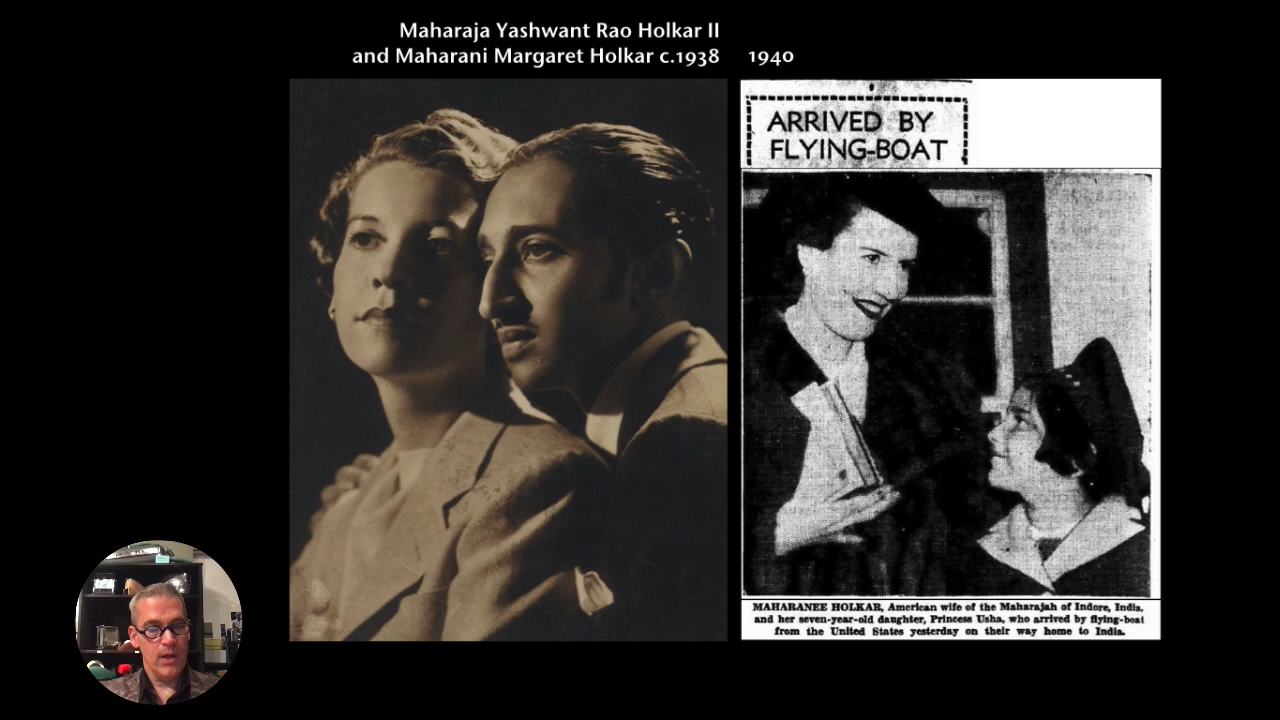 Maharaja Yashwant Rao Holkar II
and Maharani Margaret Holkar c.1938
1940
ARRIVED BY
FLYING-BOAT
MAHARANEE HOLKAR, American wife of the Maharajah of Indore, India,
and her seven-year-old daughter, Princess Usha, who arrived by flying-boat
from the United States yesterday on their way home to India.